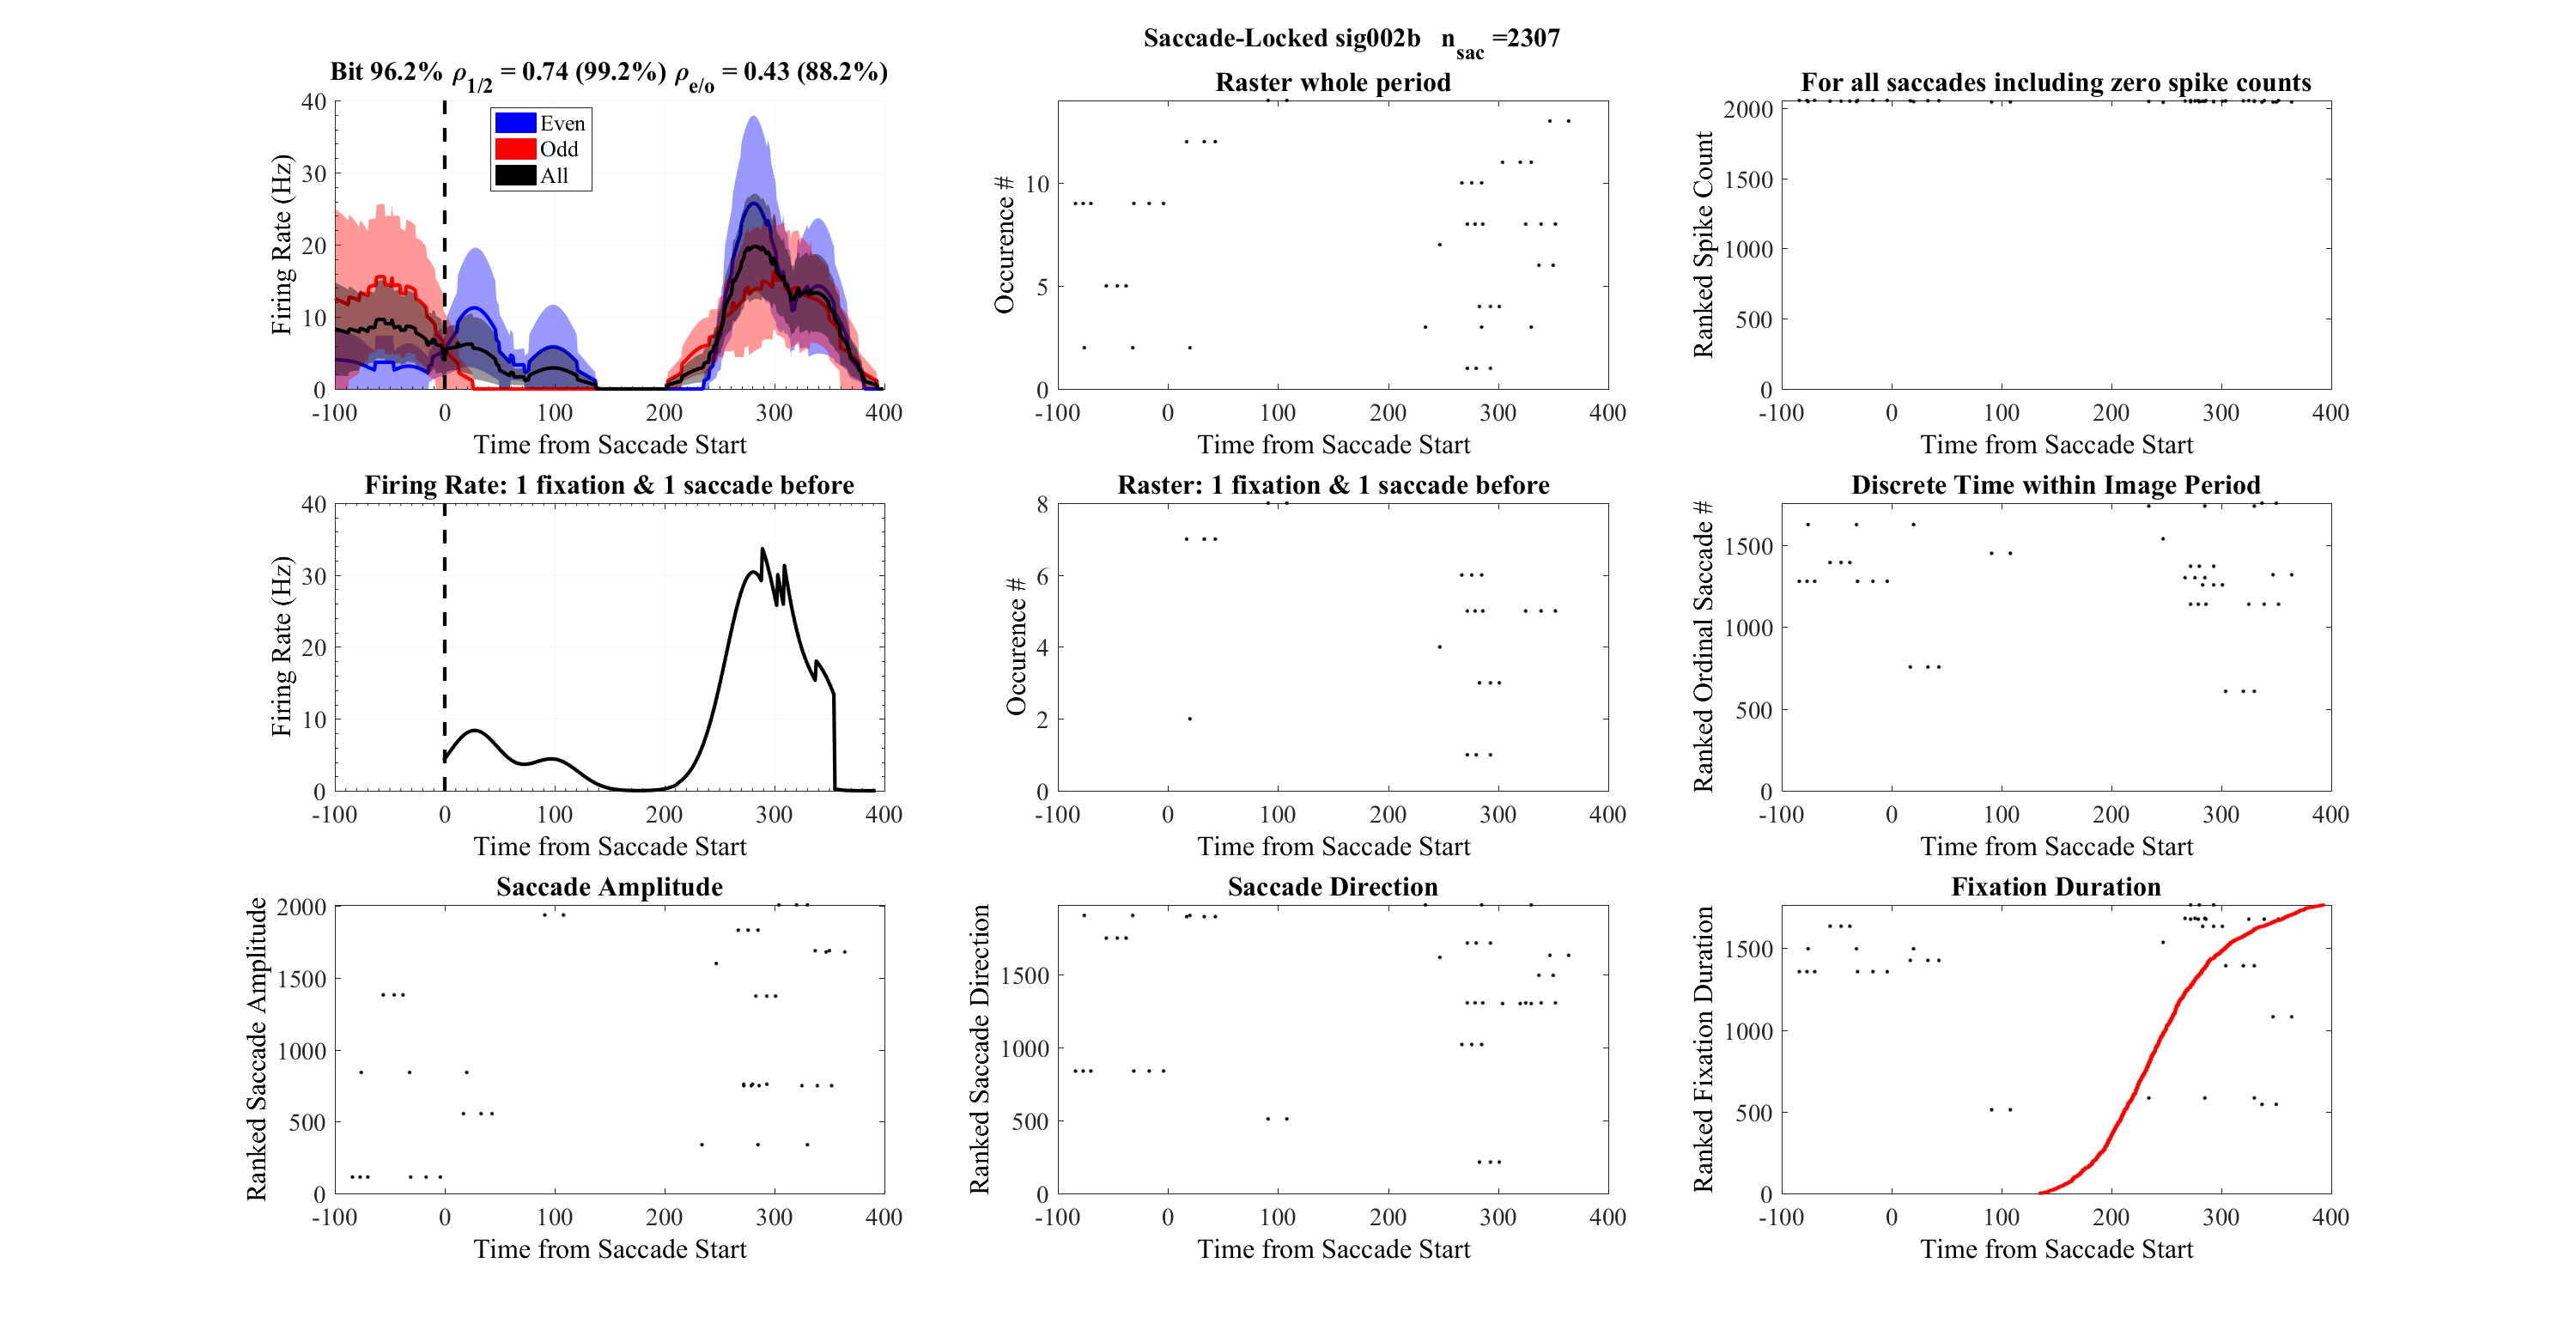 Saccade-Locked sig002b n_sac =2307
Bit 96.2% ρ_1/2 = 0.74 (99.2%) ρ_e/o = 0.43 (88.2%)
Firing Rate (Hz)
40
30
20
10
0
Even
Odd
All
-100 0 100 200 300 400
Time from Saccade Start
Raster whole period
Occurence #
10
5
0
-100 0 100 200 300 400
Time from Saccade Start
For all saccades including zero spike counts
Ranked Spike Count
2000
1500
1000
500
0
-100 0 100 200 300 400
Time from Saccade Start
Firing Rate: 1 fixation & 1 saccade before
Firing Rate (Hz)
40
30
20
10
0
-100 0 100 200 300 400
Time from Saccade Start
Raster: 1 fixation & 1 saccade before
Occurence #
8
6
4
2
0
-100 0 100 200 300 400
Time from Saccade Start
Discrete Time within Image Period
Ranked Ordinal Saccade #
1500
1000
500
0
-100 0 100 200 300 400
Time from Saccade Start
Saccade Amplitude
Ranked Saccade Amplitude
2000
1500
1000
500
0
-100 0 100 200 300 400
Time from Saccade Start
Saccade Direction
Ranked Saccade Direction
1500
1000
500
0
-100 0 100 200 300 400
Time from Saccade Start
Fixation Duration
Ranked Fixation Duration
1500
1000
500
0
-100 0 100 200 300 400
Time from Saccade Start